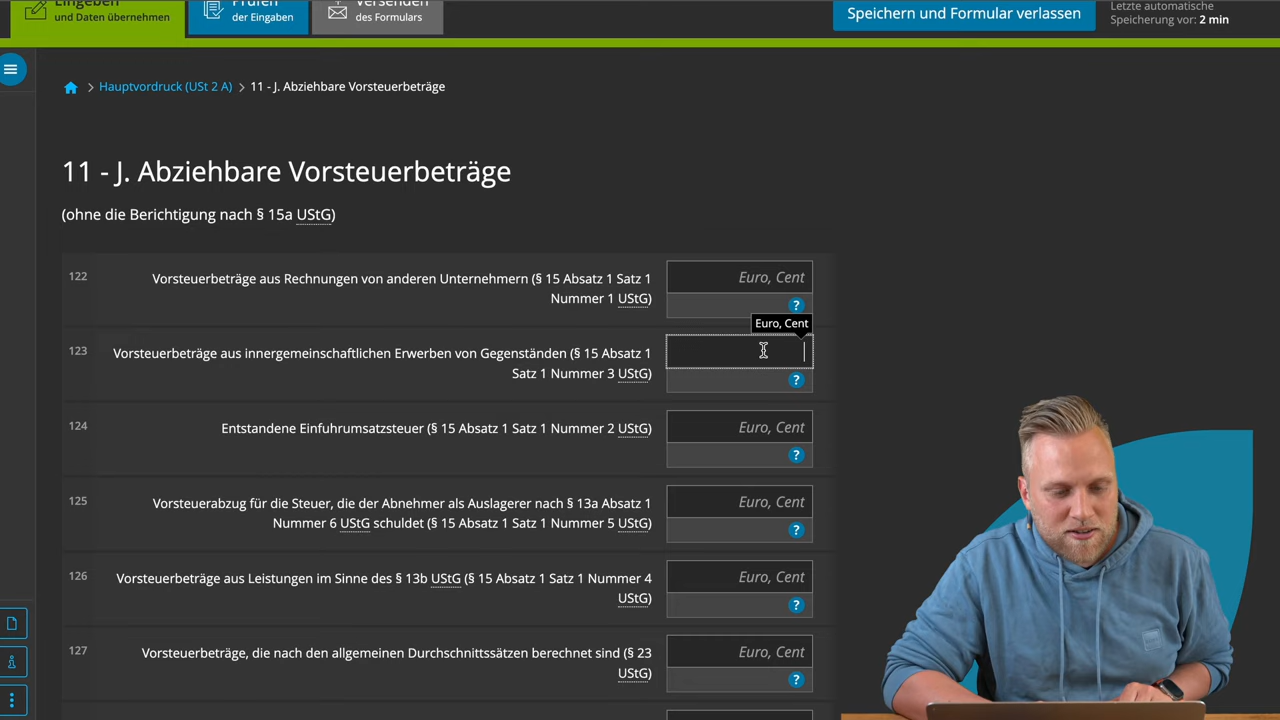 Eingeben
und Daten übernehmen
Prüfen
der Eingaben
Versenden
des Formulars
Speichern und Formular verlassen
Letzte automatische
Speicherung vor: 2 min
Hauptvordruck (USt 2 A) > 11 - J. Abziehbare Vorsteuerbeträge
11 - J. Abziehbare Vorsteuerbeträge
(ohne die Berichtigung nach § 15a UStG)
122
Vorsteuerbeträge aus Rechnungen von anderen Unternehmern (§ 15 Absatz 1 Satz 1
Nummer 1 UStG)
Euro, Cent
?
Euro, Cent
123
Vorsteuerbeträge aus innergemeinschaftlichen Erwerben von Gegenständen (§ 15 Absatz 1
Satz 1 Nummer 3 UStG)
?
124
Entstandene Einfuhrumsatzsteuer (§ 15 Absatz 1 Satz 1 Nummer 2 UStG)
Euro, Cent
?
125
Vorsteuerabzug für die Steuer, die der Abnehmer als Auslagerer nach § 13a Absatz 1
Nummer 6 UStG schuldet (§ 15 Absatz 1 Satz 1 Nummer 5 UStG)
Euro, Cent
?
126
Vorsteuerbeträge aus Leistungen im Sinne des § 13b UStG (§ 15 Absatz 1 Satz 1 Nummer 4
UStG)
Euro, Cent
?
127
Vorsteuerbeträge, die nach den allgemeinen Durchschnittssätzen berechnet sind (§ 23
UStG)
Euro, Cent
?